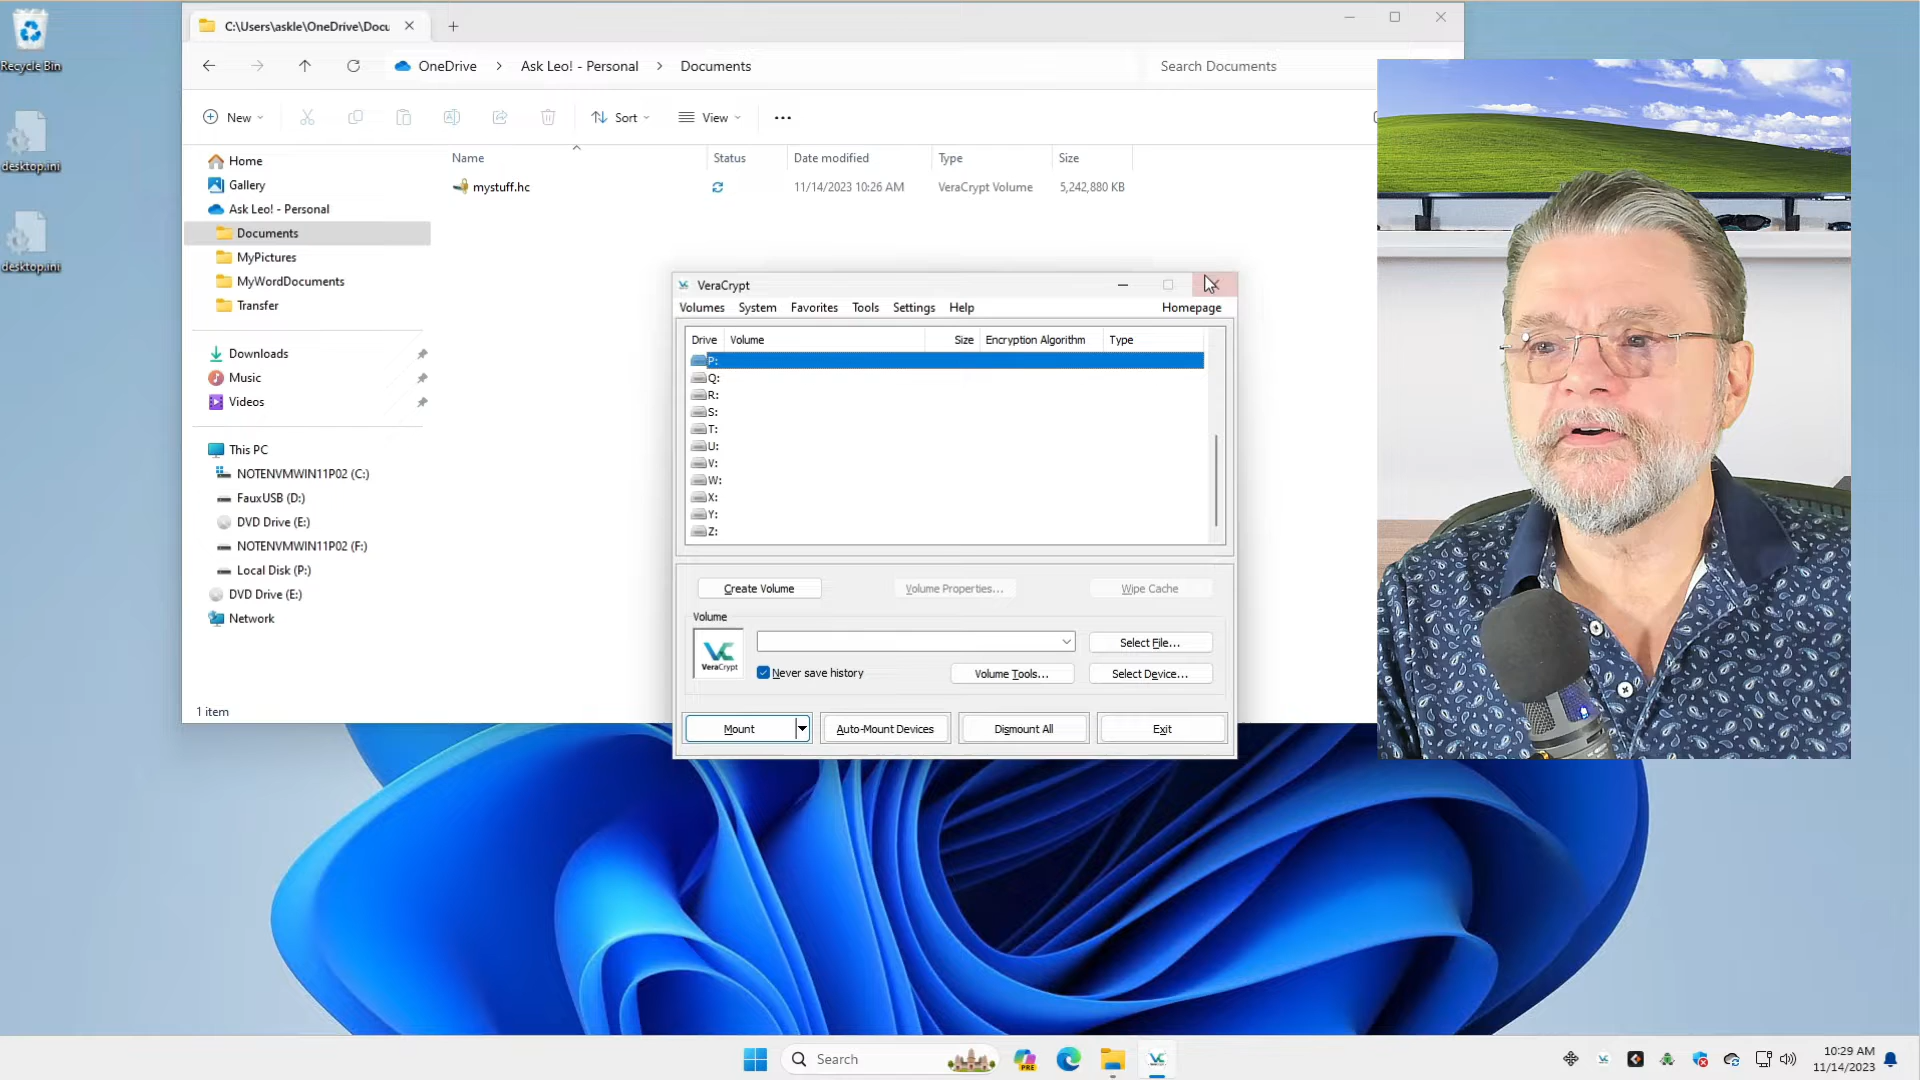 Recycle Bin
desktop.ini
desktop.ini
C:\Users\askle\OneDrive\Docu
OneDrive
Ask Leo! - Personal
Documents
Search Documents
New
Sort
View
Name
Status
Date modified
Type
Size
mystuff.hc
11/14/2023 10:26 AM
VeraCrypt Volume
5,242,880 KB
Home
Gallery
Ask Leo! - Personal
Documents
MyPictures
MyWordDocuments
Transfer
Downloads
Music
Videos
This PC
NOTENVMWIN11P02 (C:)
FauxUSB (D:)
DVD Drive (E:)
NOTENVMWIN11P02 (F:)
Local Disk (P:)
DVD Drive (E:)
Network
1 item
VeraCrypt
Volumes System Favorites Tools Settings Help Homepage
Drive Volume Size Encryption Algorithm Type
P:
Q:
R:
S:
T:
U:
V:
W:
X:
Y:
Z:
Create Volume Volume Properties... Wipe Cache
Volume
VC
VeraCrypt
Select File...
Never save history
Volume Tools...
Select Device...
Mount Auto-Mount Devices Dismount All Exit
Search
PRE
10:29 AM
11/14/2023